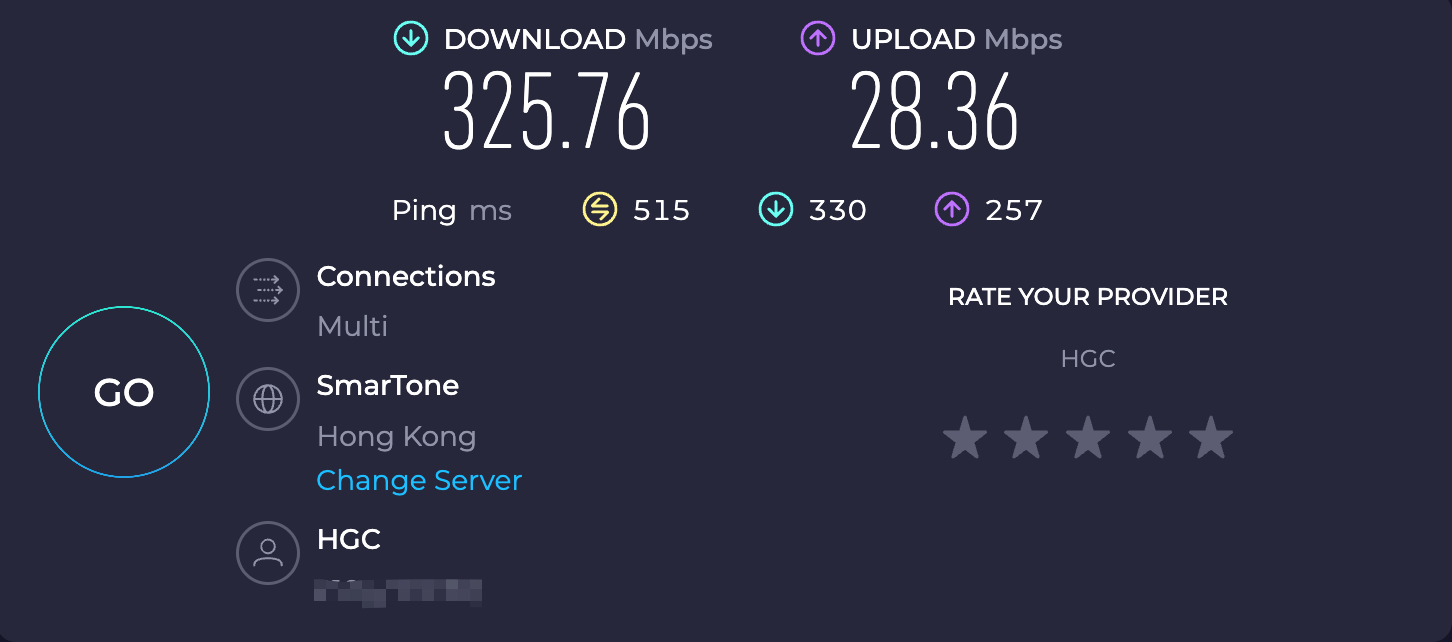 DOWNLOAD Mbps
325.76
UPLOAD Mbps
28.36
Ping ms 515 330 257
Connections
Multi
GO
SmarTone
Hong Kong
Change Server
HGC
RATE YOUR PROVIDER
HGC